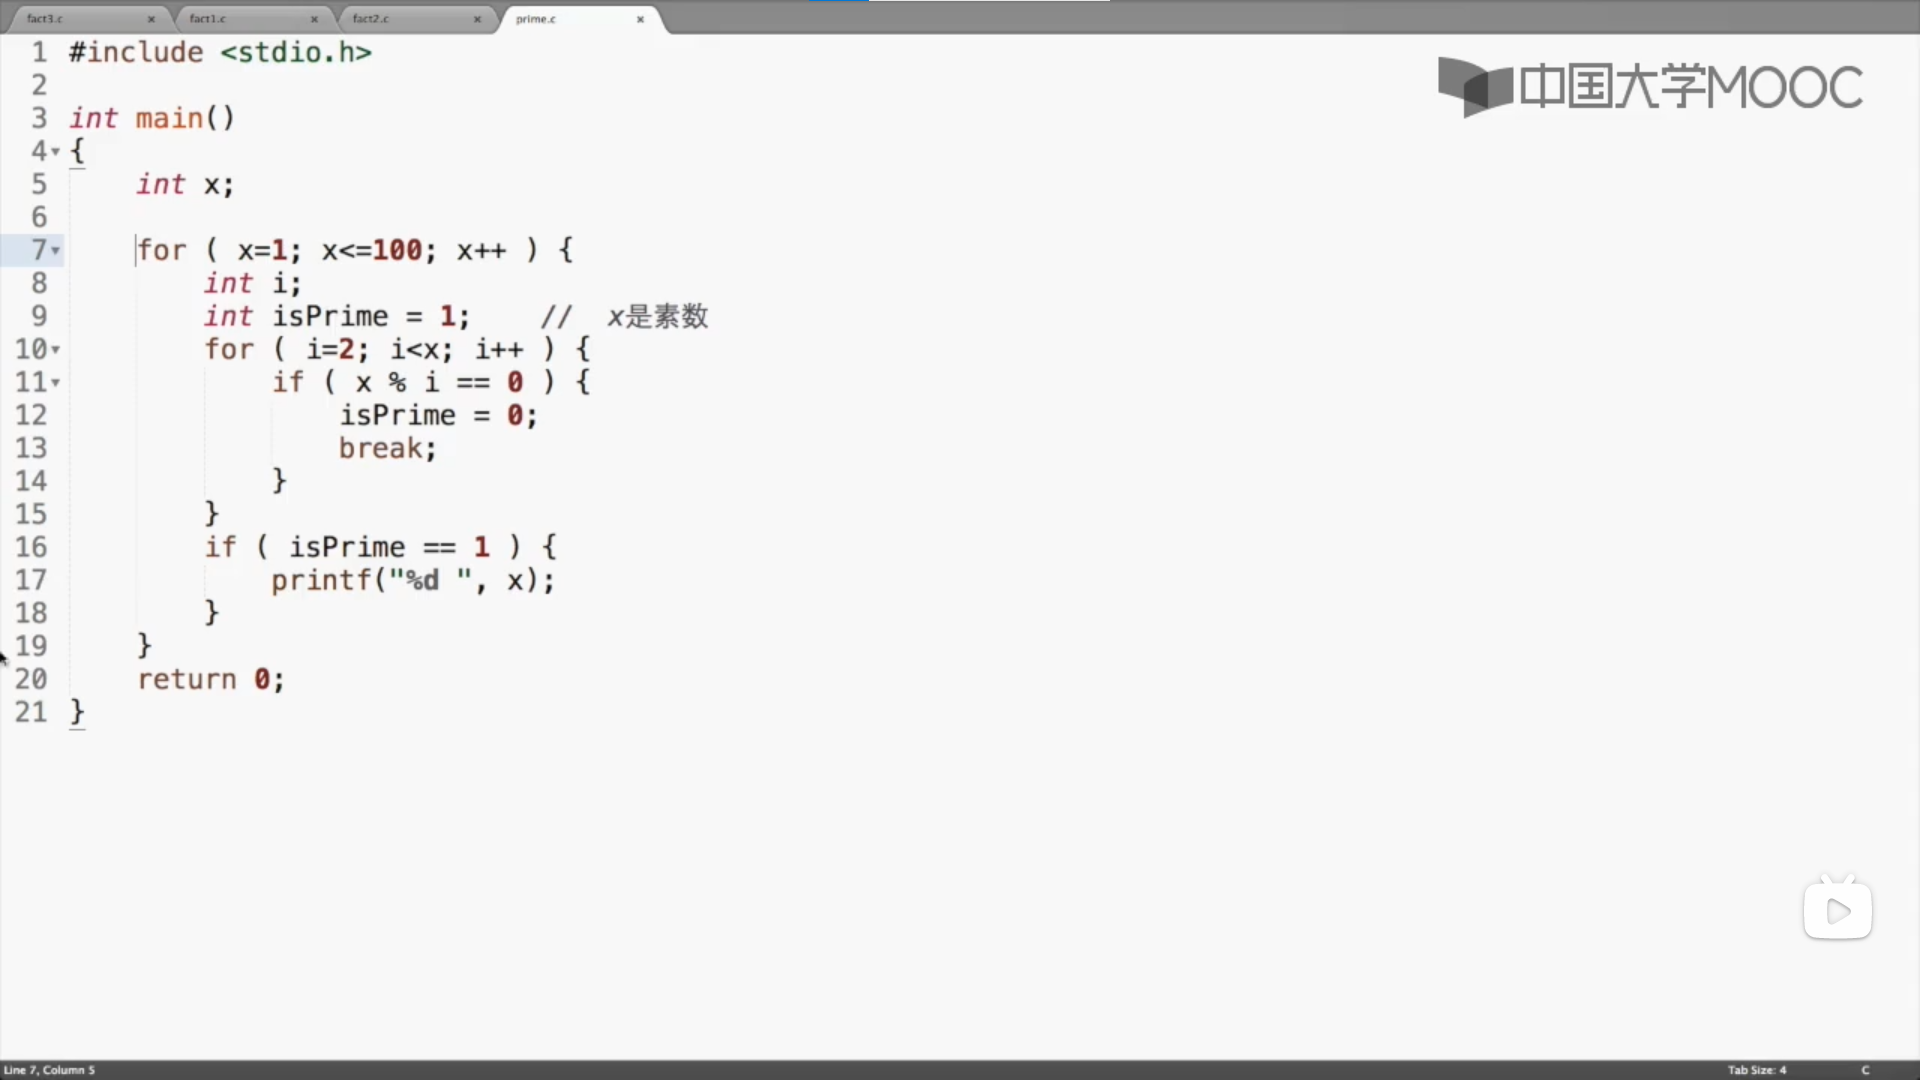 fact3.c × fact1.c × fact2.c × prime.c ×
中国大学MOOC
1 #include <stdio.h>
2
3 int main()
4 {
5     int x;
6
7     for ( x=1; x<=100; x++ ) {
8         int i;
9         int isPrime = 1;    //  x是素数
10         for ( i=2; i<x; i++ ) {
11             if ( x % i == 0 ) {
12                 isPrime = 0;
13                 break;
14             }
15         }
16         if ( isPrime == 1 ) {
17             printf("%d ", x);
18         }
19     }
20     return 0;
21 }
Line 7, Column 5 Tab Size: 4 C